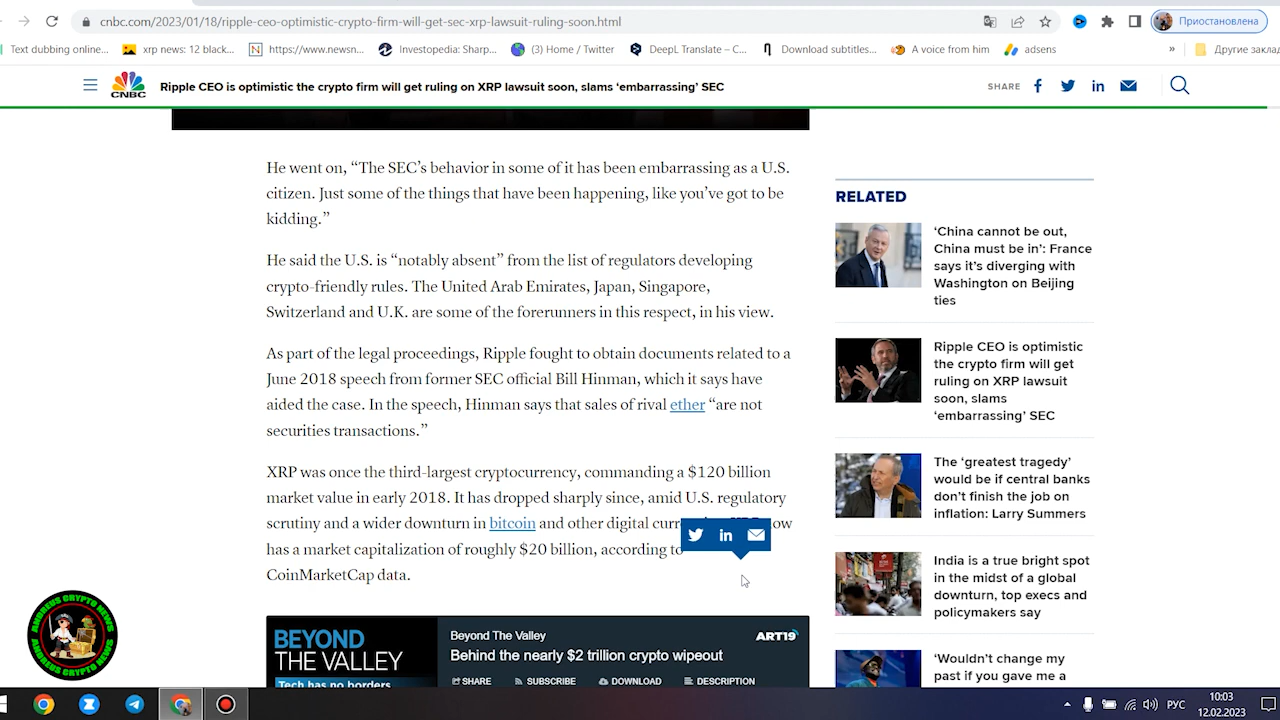 cnbc.com/2023/01/18/ripple-ceo-optimistic-crypto-firm-will-get-sec-xrp-lawsuit-ruling-soon.html
Приостановлена
Text dubbing online...
xrp news: 12 black...
https://www.newsn...
Investopedia: Sharp...
(3) Home / Twitter
DeepL Translate – C...
Download subtitles...
A voice from him
adsens
»
Другие закла
CNBC
Ripple CEO is optimistic the crypto firm will get ruling on XRP lawsuit soon, slams ‘embarrassing’ SEC
SHARE
He went on, “The SEC’s behavior in some of it has been embarrassing as a U.S.
citizen. Just some of the things that have been happening, like you’ve got to be
kidding.”
He said the U.S. is “notably absent” from the list of regulators developing
crypto-friendly rules. The United Arab Emirates, Japan, Singapore,
Switzerland and U.K. are some of the forerunners in this respect, in his view.
As part of the legal proceedings, Ripple fought to obtain documents related to a
June 2018 speech from former SEC official Bill Hinman, which it says have
aided the case. In the speech, Hinman says that sales of rival ether “are not
securities transactions.”
XRP was once the third-largest cryptocurrency, commanding a $120 billion
market value in early 2018. It has dropped sharply since, amid U.S. regulatory
scrutiny and a wider downturn in bitcoin and other digital
has a market capitalization of roughly $20 billion, according to
CoinMarketCap data.
RELATED
‘China cannot be out,
China must be in’: France
says it’s diverging with
Washington on Beijing
ties
Ripple CEO is optimistic
the crypto firm will get
ruling on XRP lawsuit
soon, slams
‘embarrassing’ SEC
The ‘greatest tragedy’
would be if central banks
don’t finish the job on
inflation: Larry Summers
India is a true bright spot
in the midst of a global
downturn, top execs and
policymakers say
‘Wouldn’t change my
past if you gave me a
ANDREUS CRYPTO NEWS
ANDREUS CRYPTO NEWS
BEYOND
THE VALLEY
Tech has no borders
Beyond The Valley
Behind the nearly $2 trillion crypto wipeout
ART19
SHARE
SUBSCRIBE
DOWNLOAD
DESCRIPTION
РУС
10:03
12.02.2023